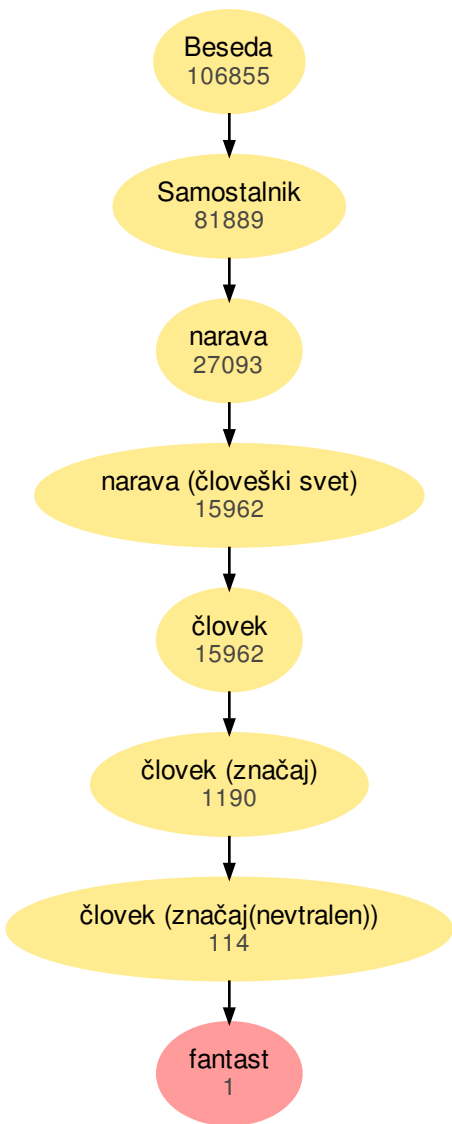 Beseda
106855
Samostalnik
81889
narava
27093
narava (človeški svet)
15962
človek
15962
človek (značaj)
1190
človek (značaj(nevtralen))
114
fantast
1